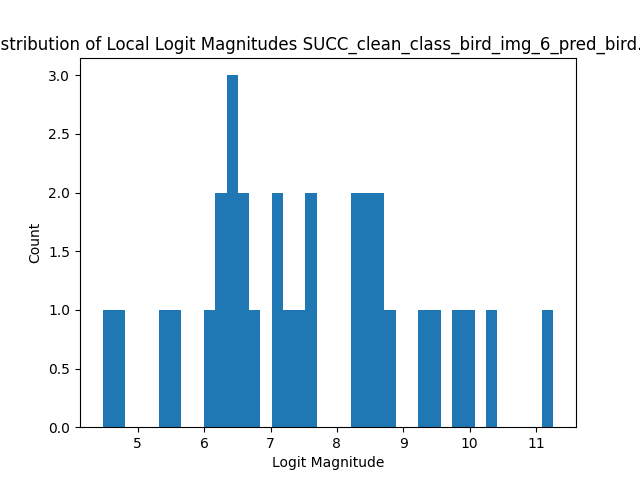 stribution of Local Logit Magnitudes SUCC_clean_class_bird_img_6_pred_bird.
3.0
2.5
2.0
1.5
1.0
0.5
0.0
Count
5 6 7 8 9 10 11
Logit Magnitude